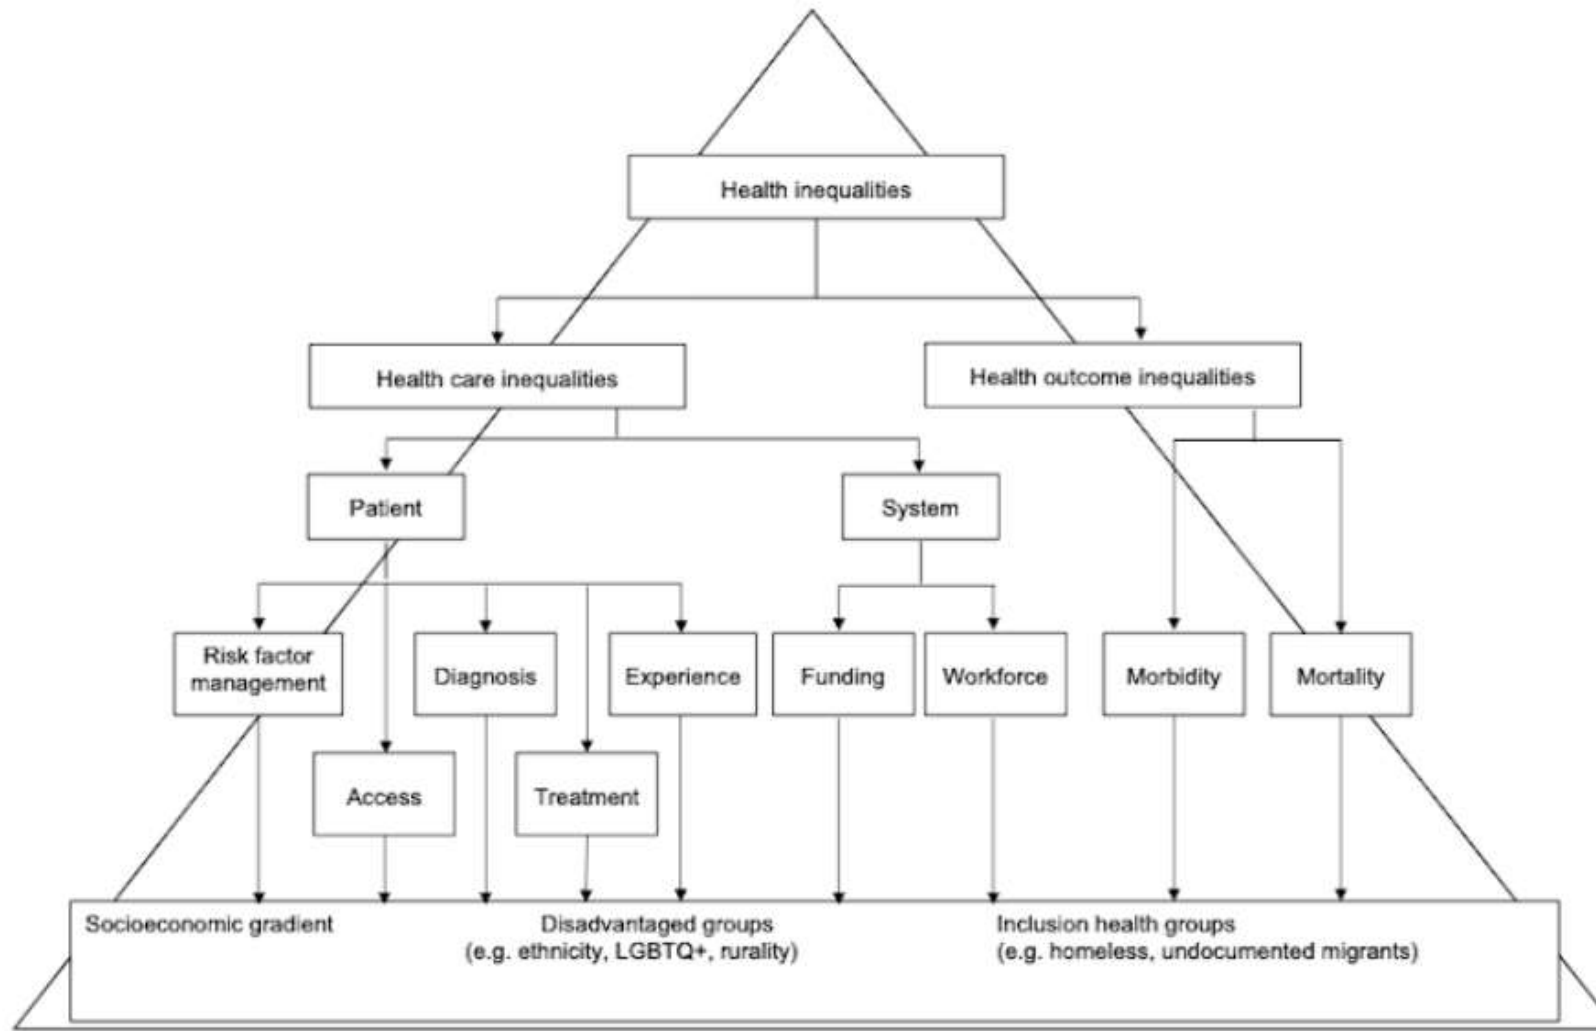 Health inequalities
Health care inequalities
Health outcome inequalities
Patient
System
Risk factor
management
Diagnosis
Experience
Funding
Workforce
Morbidity
Mortality
Access
Treatment
Socioeconomic gradient
Disadvantaged groups
(e.g. ethnicity, LGBTQ+, rurality)
Inclusion health groups
(e.g. homeless, undocumented migrants)